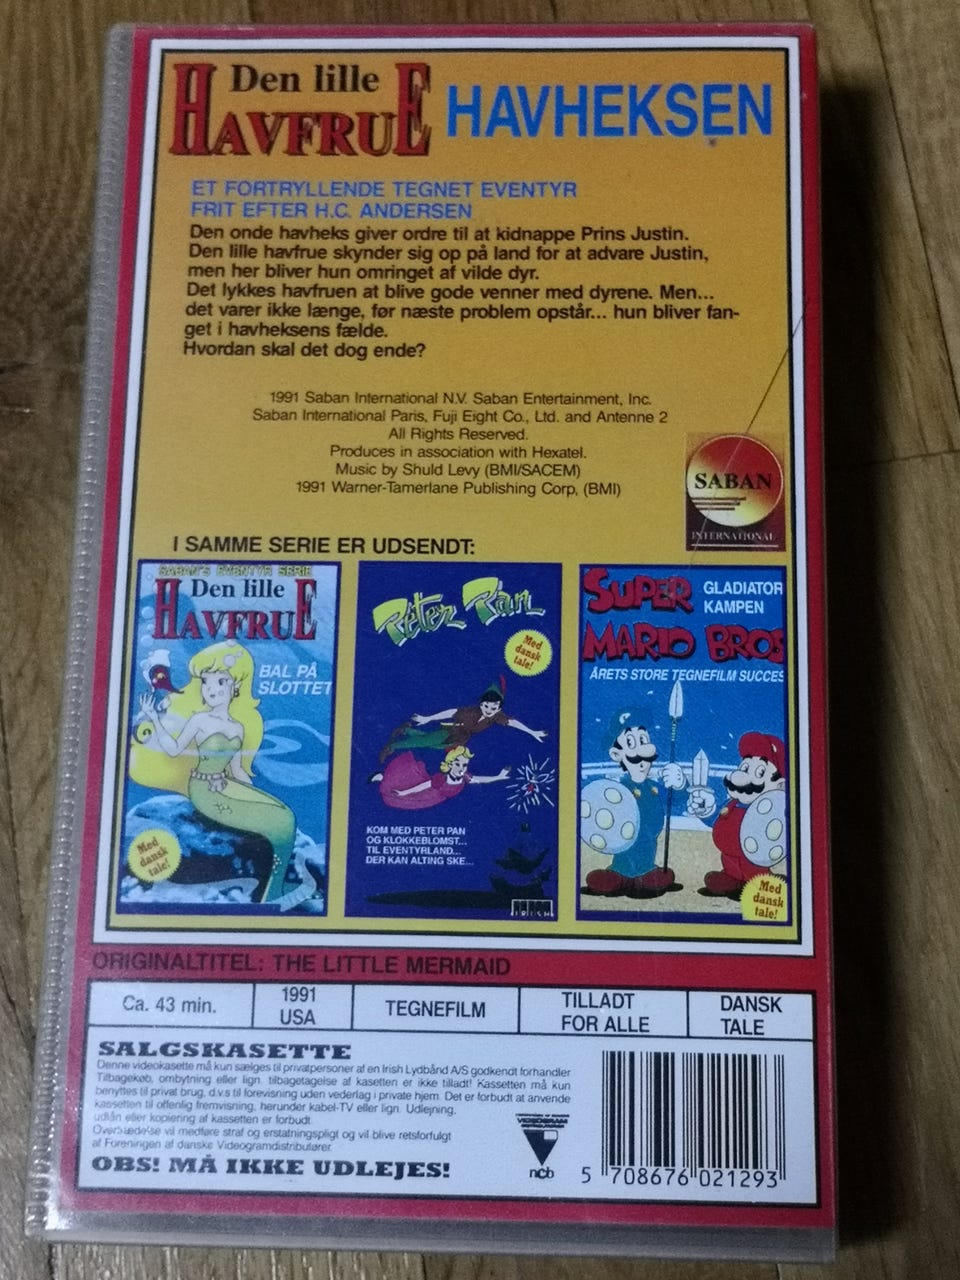 Den lille
HAVFRUE
HAVHEKSEN
ET FORTRYLLENDE TEGNET EVENTYR
FRIT EFTER H.C. ANDERSEN
Den onde havheks giver ordre til at kidnappe Prins Justin.
Den lille havfrue skynder sig op på land for at advare Justin,
men her bliver hun omringet af vilde dyr.
Det lykkes havfruen at blive gode venner med dyrene. Men...
det varer ikke længe, før næste problem opstår... hun bliver fan-
get i havheksens fælde.
Hvordan skal det dog ende?
1991 Saban International N.V. Saban Entertainment, Inc.
Saban International Paris, Fuji Eight Co., Ltd. and Antenne 2
All Rights Reserved.
Produces in association with Hexatel.
Music by Shuld Levy (BMI/SACEM)
1991 Warner-Tamerlane Publishing Corp, (BMI)
SABAN
INTERNATIONAL
I SAMME SERIE ER UDSENDT:
SABAN'S EVENTYR SERIE
Den lille
HAVFRUE
BAL PÅ
SLOTTET
Med
dansk
tale!
Peter Pan
Med
dansk
tale!
KOM MED PETER PAN
OG KLOKKEBLOMST...
TIL EVENTYRLAND...
DER KAN ALTING SKE...
IRISH
SUPER
GLADIATOR
KAMPEN
MARIO BROS
ÅRETS STORE TEGNEFILM SUCCES
Med
dansk
tale!
ORIGINALTITEL: THE LITTLE MERMAID
Ca. 43 min.
1991
USA
TEGNEFILM
TILLADT
FOR ALLE
DANSK
TALE
SALGSKASETTE
Denne videokasette må kun sælges til privatpersoner af en Irish Lydbånd A/S godkendt forhandler
Tilbagekøb, ombytning eller lign. tilbagetagelse af kasetten er ikke tilladt! Kassetten må kun
benyttes til privat brug, d.v.s til forevisning uden vederlag i private hjem. Det er forbudt at anvende
kassetten til offenlig fremvisning, herunder kabel-TV eller lign. Udlejning,
udlån eller kopiering af kassetten er forbudt.
Overtrædelse vil medføre straf og erstatningspligt og vil blive retsforfulgt
af Foreningen af danske Videogramdistributører.
OBS! MÅ IKKE UDLEJES!
VIDEOGRAM
ncb
5 708676 021293